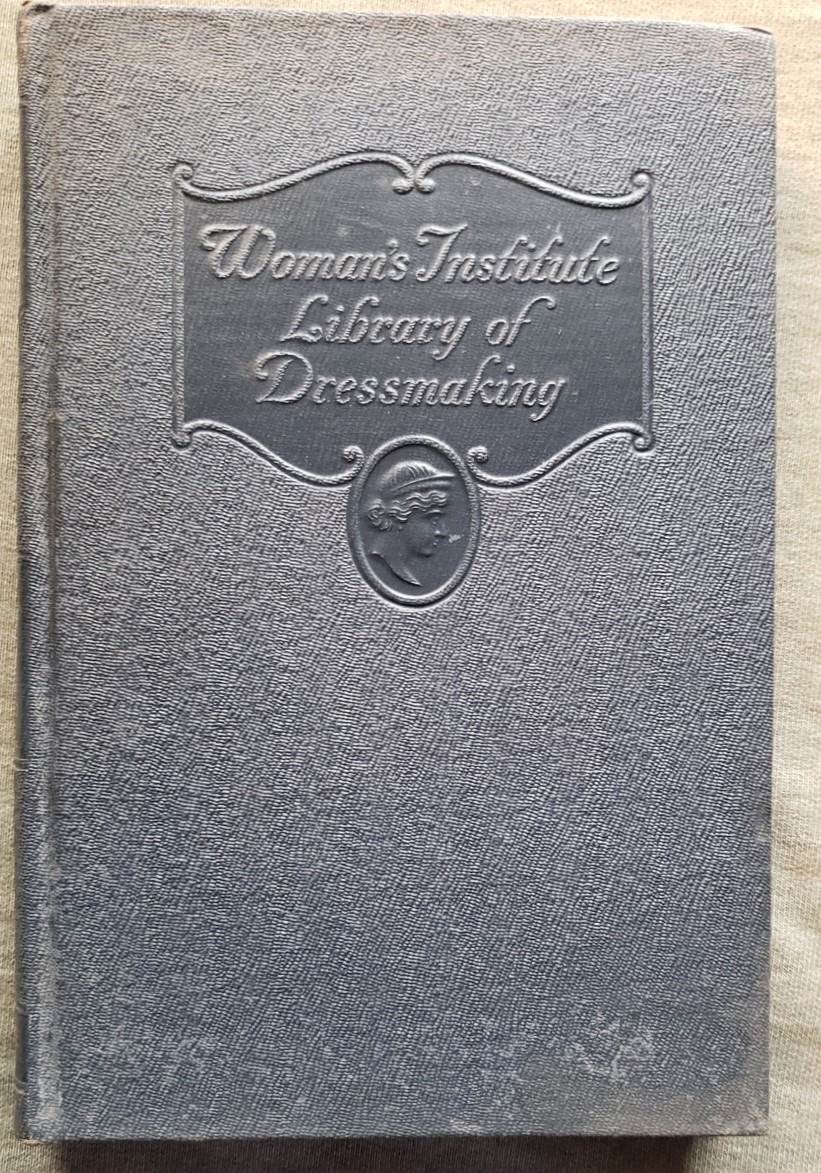 Woman's Institute
Library of
Dressmaking